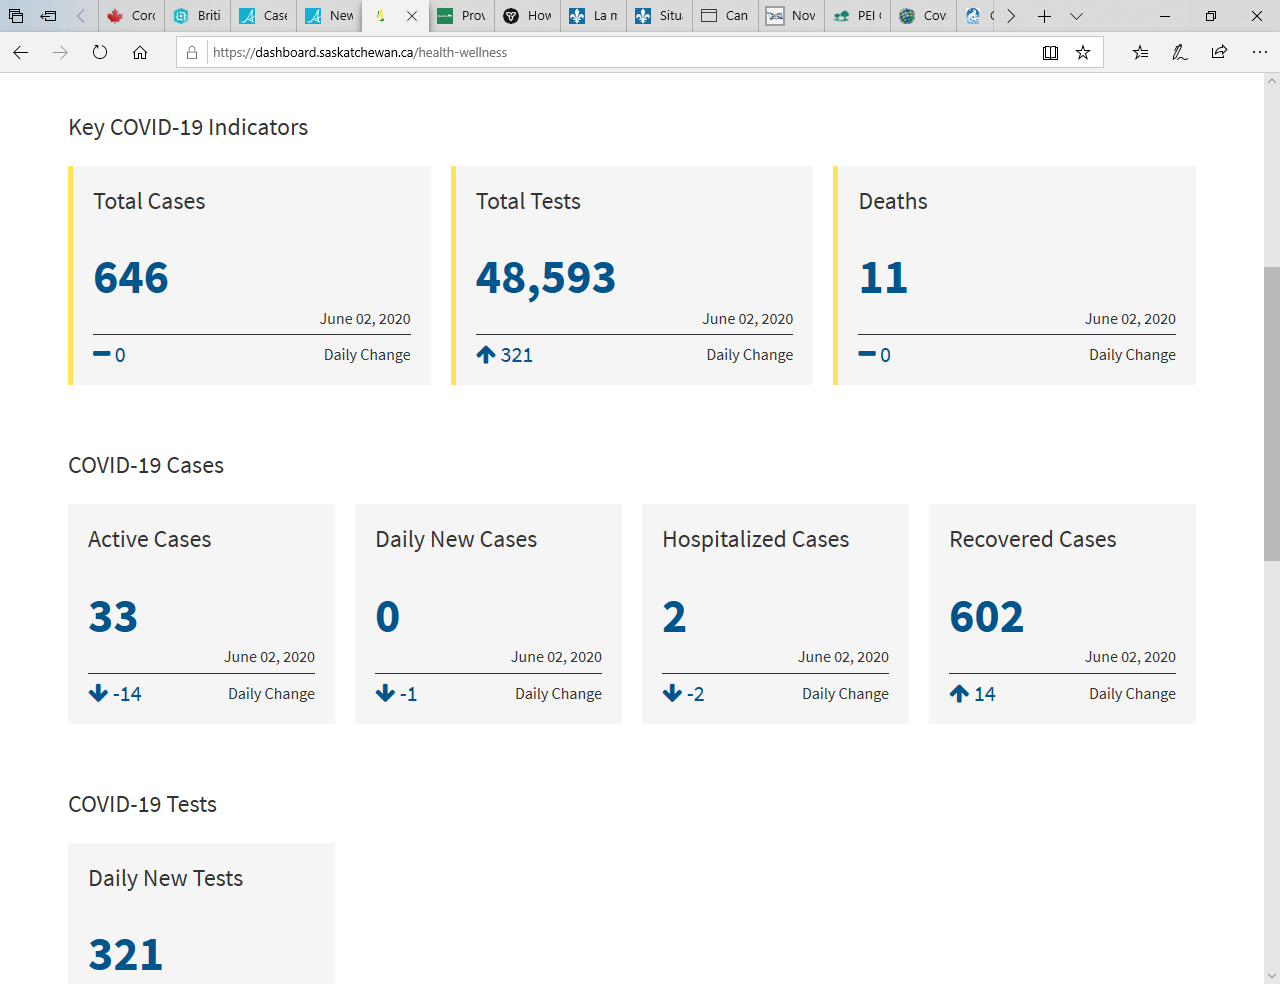 Corc
Briti
Case
New
Prov
How
La m
Situ
Can
Nov
PEI
Covi
https://dashboard.saskatchewan.ca/health-wellness
Key COVID-19 Indicators
Total Cases
646
June 02, 2020
0 Daily Change
Total Tests
48,593
June 02, 2020
321 Daily Change
Deaths
11
June 02, 2020
0 Daily Change
COVID-19 Cases
Active Cases
33
June 02, 2020
-14 Daily Change
Daily New Cases
0
June 02, 2020
-1 Daily Change
Hospitalized Cases
2
June 02, 2020
-2 Daily Change
Recovered Cases
602
June 02, 2020
14 Daily Change
COVID-19 Tests
Daily New Tests
321